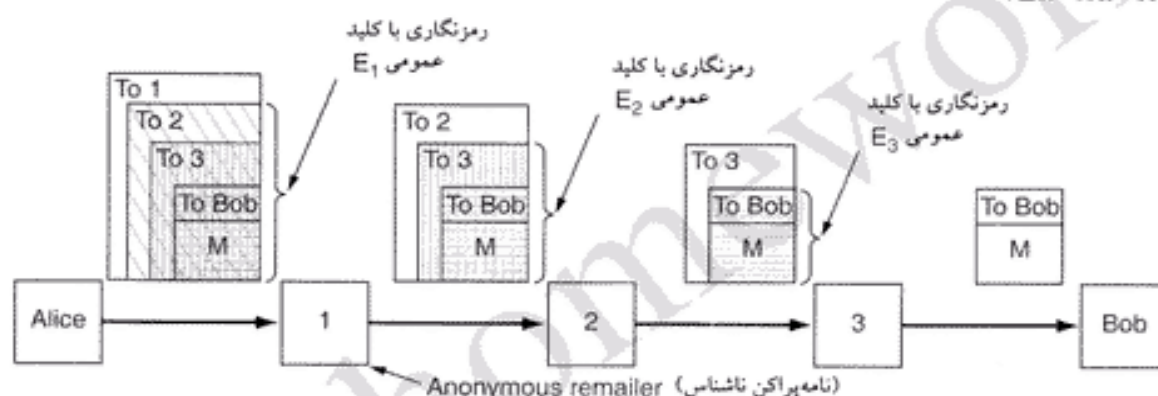 رمزنگاری با کلید
عمومی E₁
رمزنگاری با کلید
عمومی E₂
رمزنگاری با کلید
عمومی E₃
To 1
To 2
To 3
To Bob
M
To 2
To 3
To Bob
M
To 3
To Bob
M
To Bob
M
Alice
1
2
3
Bob
Anonymous remailer (نامه‌پراکن ناشناس)